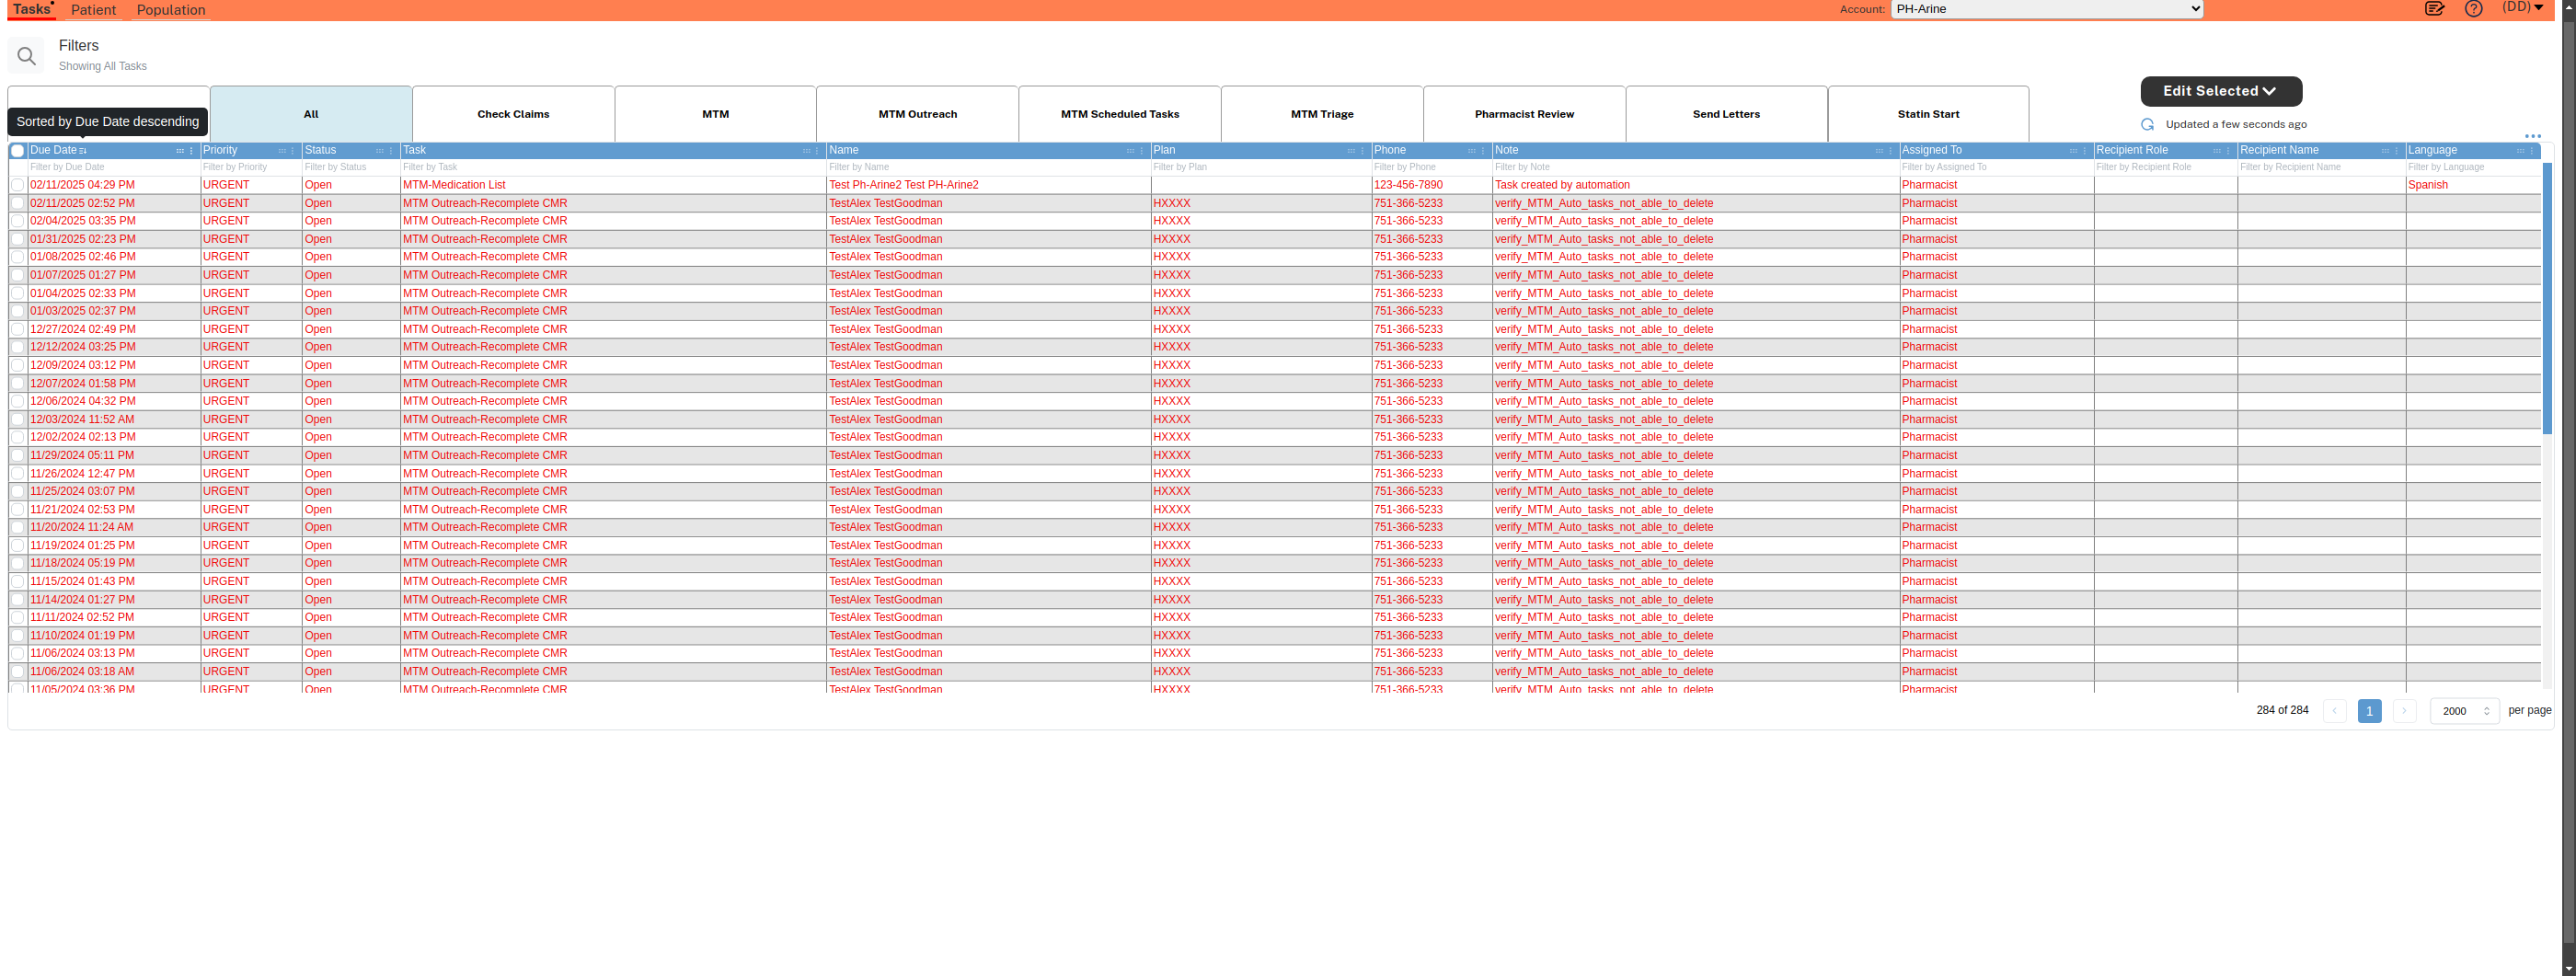 Tasks Patient Population Account: PH-Arine (DD)
Filters
Showing All Tasks
Edit Selected
All Check Claims MTM MTM Outreach MTM Scheduled Tasks MTM Triage Pharmacist Review Send Letters Statin Start
Sorted by Due Date descending
Updated a few seconds ago
Due Date Priority Status Task Name Plan Phone Note Assigned To Recipient Role Recipient Name Language
Filter by Due Date Filter by Priority Filter by Status Filter by Task Filter by Name Filter by Plan Filter by Phone Filter by Note Filter by Assigned To Filter by Recipient Role Filter by Recipient Name Filter by Language
02/11/2025 04:29 PM URGENT Open MTM-Medication List Test Ph-Arine2 Test PH-Arine2 123-456-7890 Task created by automation Pharmacist Spanish
02/11/2025 02:52 PM URGENT Open MTM Outreach-Recomplete CMR TestAlex TestGoodman HXXXX 751-366-5233 verify_MTM_Auto_tasks_not_able_to_delete Pharmacist
02/04/2025 03:35 PM URGENT Open MTM Outreach-Recomplete CMR TestAlex TestGoodman HXXXX 751-366-5233 verify_MTM_Auto_tasks_not_able_to_delete Pharmacist
01/31/2025 02:23 PM URGENT Open MTM Outreach-Recomplete CMR TestAlex TestGoodman HXXXX 751-366-5233 verify_MTM_Auto_tasks_not_able_to_delete Pharmacist
01/08/2025 02:46 PM URGENT Open MTM Outreach-Recomplete CMR TestAlex TestGoodman HXXXX 751-366-5233 verify_MTM_Auto_tasks_not_able_to_delete Pharmacist
01/07/2025 01:27 PM URGENT Open MTM Outreach-Recomplete CMR TestAlex TestGoodman HXXXX 751-366-5233 verify_MTM_Auto_tasks_not_able_to_delete Pharmacist
01/04/2025 02:33 PM URGENT Open MTM Outreach-Recomplete CMR TestAlex TestGoodman HXXXX 751-366-5233 verify_MTM_Auto_tasks_not_able_to_delete Pharmacist
01/03/2025 02:37 PM URGENT Open MTM Outreach-Recomplete CMR TestAlex TestGoodman HXXXX 751-366-5233 verify_MTM_Auto_tasks_not_able_to_delete Pharmacist
12/27/2024 02:49 PM URGENT Open MTM Outreach-Recomplete CMR TestAlex TestGoodman HXXXX 751-366-5233 verify_MTM_Auto_tasks_not_able_to_delete Pharmacist
12/12/2024 03:25 PM URGENT Open MTM Outreach-Recomplete CMR TestAlex TestGoodman HXXXX 751-366-5233 verify_MTM_Auto_tasks_not_able_to_delete Pharmacist
12/09/2024 03:12 PM URGENT Open MTM Outreach-Recomplete CMR TestAlex TestGoodman HXXXX 751-366-5233 verify_MTM_Auto_tasks_not_able_to_delete Pharmacist
12/07/2024 01:58 PM URGENT Open MTM Outreach-Recomplete CMR TestAlex TestGoodman HXXXX 751-366-5233 verify_MTM_Auto_tasks_not_able_to_delete Pharmacist
12/06/2024 04:32 PM URGENT Open MTM Outreach-Recomplete CMR TestAlex TestGoodman HXXXX 751-366-5233 verify_MTM_Auto_tasks_not_able_to_delete Pharmacist
12/03/2024 11:52 AM URGENT Open MTM Outreach-Recomplete CMR TestAlex TestGoodman HXXXX 751-366-5233 verify_MTM_Auto_tasks_not_able_to_delete Pharmacist
12/02/2024 02:13 PM URGENT Open MTM Outreach-Recomplete CMR TestAlex TestGoodman HXXXX 751-366-5233 verify_MTM_Auto_tasks_not_able_to_delete Pharmacist
11/29/2024 05:11 PM URGENT Open MTM Outreach-Recomplete CMR TestAlex TestGoodman HXXXX 751-366-5233 verify_MTM_Auto_tasks_not_able_to_delete Pharmacist
11/26/2024 12:47 PM URGENT Open MTM Outreach-Recomplete CMR TestAlex TestGoodman HXXXX 751-366-5233 verify_MTM_Auto_tasks_not_able_to_delete Pharmacist
11/25/2024 03:07 PM URGENT Open MTM Outreach-Recomplete CMR TestAlex TestGoodman HXXXX 751-366-5233 verify_MTM_Auto_tasks_not_able_to_delete Pharmacist
11/21/2024 02:53 PM URGENT Open MTM Outreach-Recomplete CMR TestAlex TestGoodman HXXXX 751-366-5233 verify_MTM_Auto_tasks_not_able_to_delete Pharmacist
11/20/2024 11:24 AM URGENT Open MTM Outreach-Recomplete CMR TestAlex TestGoodman HXXXX 751-366-5233 verify_MTM_Auto_tasks_not_able_to_delete Pharmacist
11/19/2024 01:25 PM URGENT Open MTM Outreach-Recomplete CMR TestAlex TestGoodman HXXXX 751-366-5233 verify_MTM_Auto_tasks_not_able_to_delete Pharmacist
11/18/2024 05:19 PM URGENT Open MTM Outreach-Recomplete CMR TestAlex TestGoodman HXXXX 751-366-5233 verify_MTM_Auto_tasks_not_able_to_delete Pharmacist
11/15/2024 01:43 PM URGENT Open MTM Outreach-Recomplete CMR TestAlex TestGoodman HXXXX 751-366-5233 verify_MTM_Auto_tasks_not_able_to_delete Pharmacist
11/14/2024 01:27 PM URGENT Open MTM Outreach-Recomplete CMR TestAlex TestGoodman HXXXX 751-366-5233 verify_MTM_Auto_tasks_not_able_to_delete Pharmacist
11/11/2024 02:52 PM URGENT Open MTM Outreach-Recomplete CMR TestAlex TestGoodman HXXXX 751-366-5233 verify_MTM_Auto_tasks_not_able_to_delete Pharmacist
11/10/2024 01:19 PM URGENT Open MTM Outreach-Recomplete CMR TestAlex TestGoodman HXXXX 751-366-5233 verify_MTM_Auto_tasks_not_able_to_delete Pharmacist
11/06/2024 03:13 PM URGENT Open MTM Outreach-Recomplete CMR TestAlex TestGoodman HXXXX 751-366-5233 verify_MTM_Auto_tasks_not_able_to_delete Pharmacist
11/06/2024 03:18 AM URGENT Open MTM Outreach-Recomplete CMR TestAlex TestGoodman HXXXX 751-366-5233 verify_MTM_Auto_tasks_not_able_to_delete Pharmacist
11/05/2024 03:36 PM URGENT Open MTM Outreach-Recomplete CMR TestAlex TestGoodman HXXXX 751-366-5233 verify_MTM_Auto_tasks_not_able_to_delete Pharmacist
284 of 284 1 2000 per page